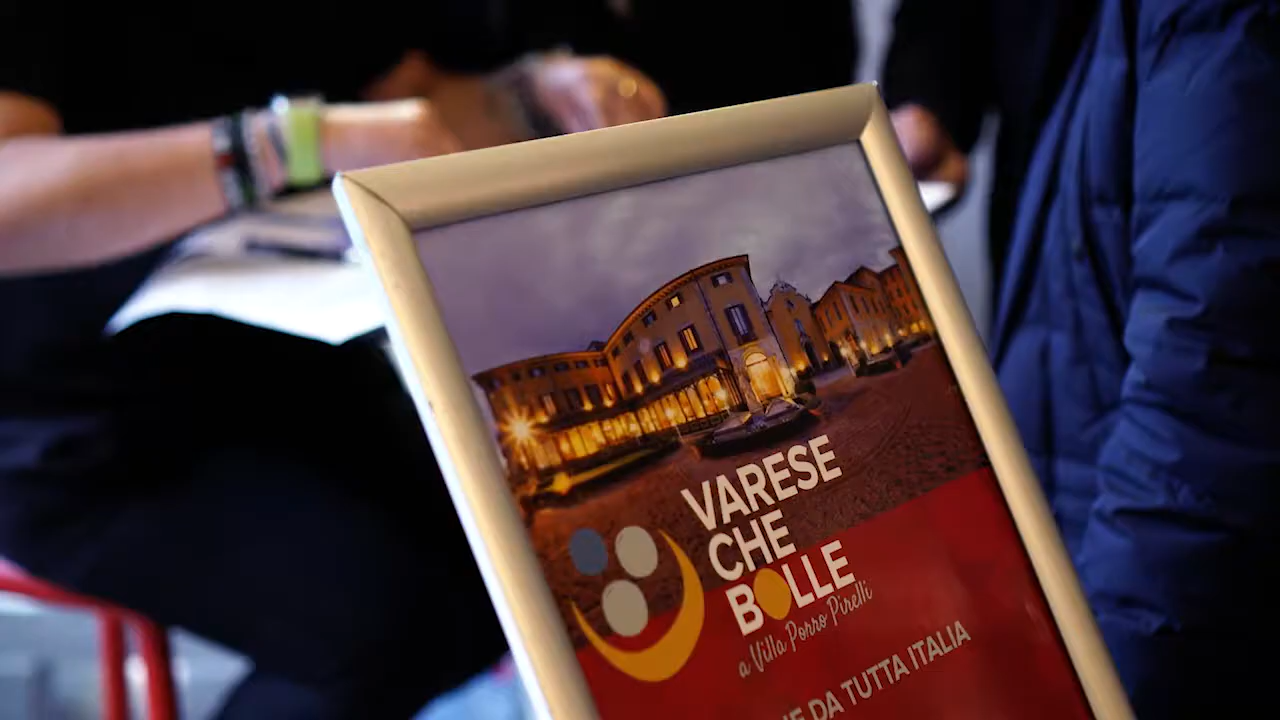 VARESE
CHE
BOLLE
a Villa Porro Pirelli
DA TUTTA ITALIA